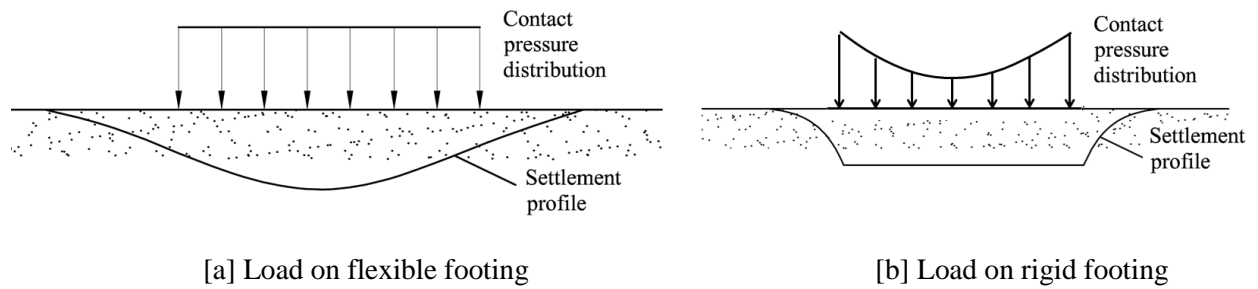 Contact
pressure
distribution
Settlement
profile
[a] Load on flexible footing
Contact
pressure
distribution
Settlement
profile
[b] Load on rigid footing